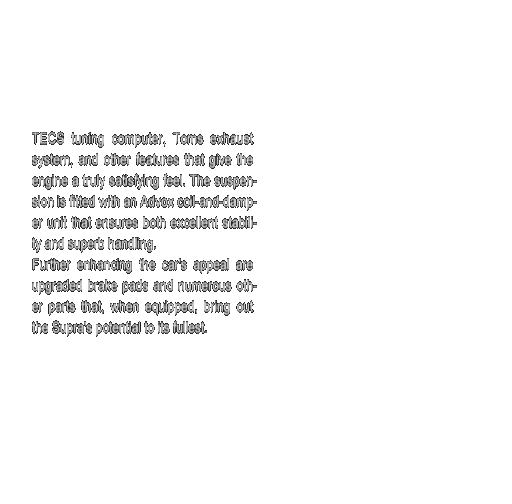 TECS tuning computer, Toms exhaust
system, and other features that give the
engine a truly satisfying feel. The suspen-
sion is fitted with an Advox coil-and-damp-
er unit that ensures both excellent stabili-
ty and superb handling.
Further enhancing the car's appeal are
upgraded brake pads and numerous oth-
er parts that, when equipped, bring out
the Supra's potential to its fullest.